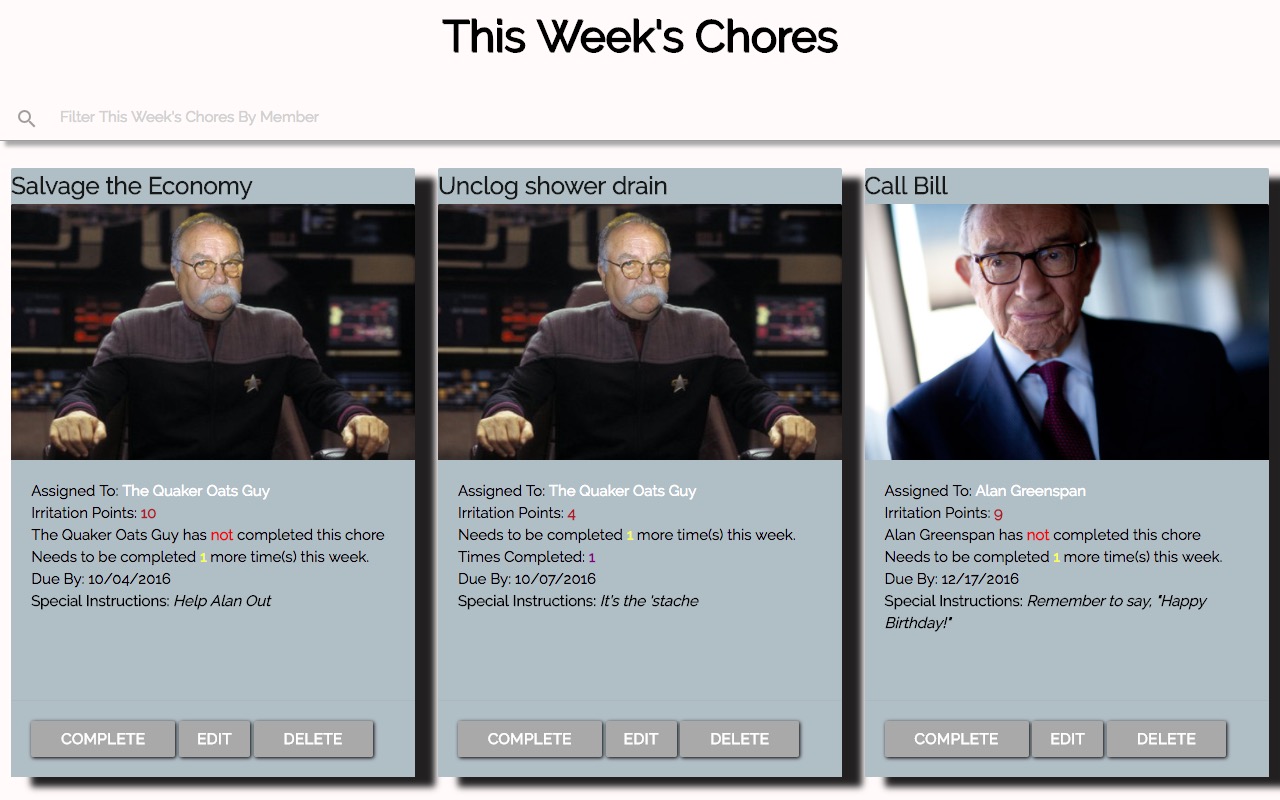 This Week's Chores
Filter This Week's Chores By Member
Salvage the Economy
Assigned To: The Quaker Oats Guy
Irritation Points: 10
The Quaker Oats Guy has not completed this chore
Needs to be completed 1 more time(s) this week.
Due By: 10/04/2016
Special Instructions: Help Alan Out
COMPLETE EDIT DELETE
Unclog shower drain
Assigned To: The Quaker Oats Guy
Irritation Points: 4
Needs to be completed 1 more time(s) this week.
Times Completed: 1
Due By: 10/07/2016
Special Instructions: It's the 'stache
COMPLETE EDIT DELETE
Call Bill
Assigned To: Alan Greenspan
Irritation Points: 9
Alan Greenspan has not completed this chore
Needs to be completed 1 more time(s) this week.
Due By: 12/17/2016
Special Instructions: Remember to say, "Happy
Birthday!"
COMPLETE EDIT DELETE